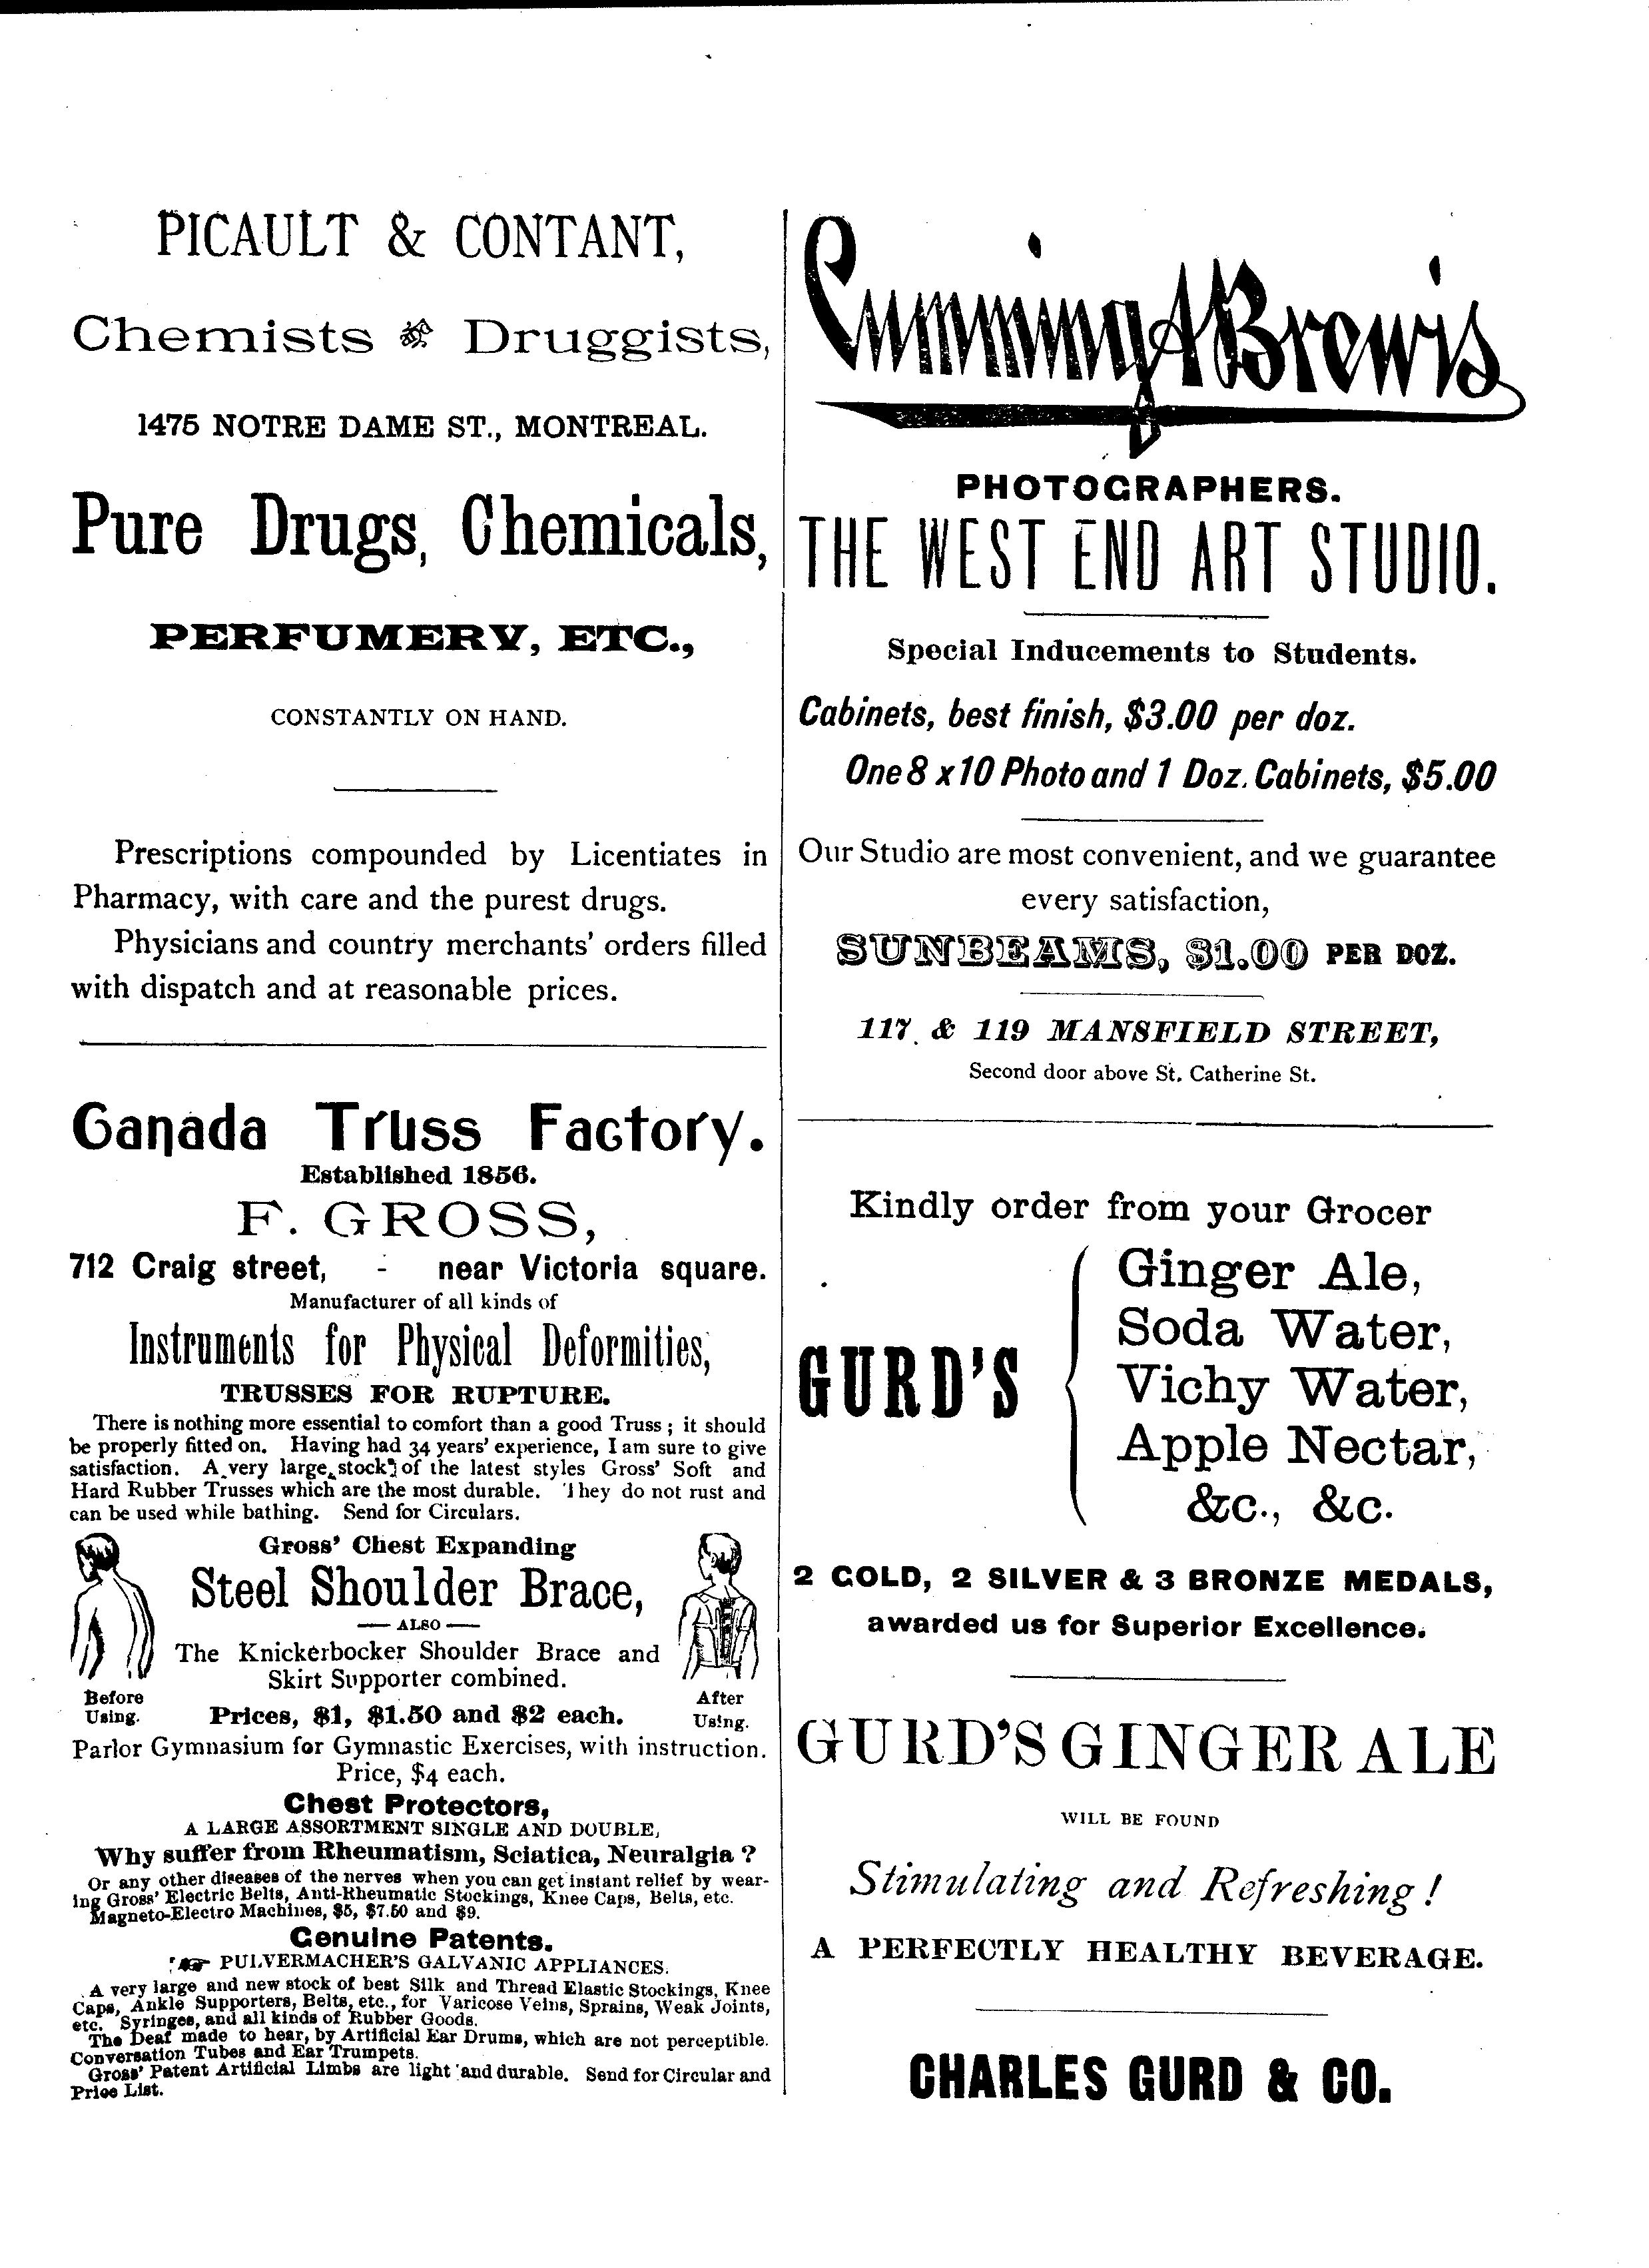 PICAULT & CONTANT,
Chemists & Druggists,
1475 NOTRE DAME ST., MONTREAL.
Pure Drugs, Chemicals,
PERFUMERY, ETC.,
CONSTANTLY ON HAND.
Prescriptions compounded by Licentiates in
Pharmacy, with care and the purest drugs.
Physicians and country merchants' orders filled
with dispatch and at reasonable prices.
Canada Truss Factory.
Established 1856.
F. GROSS,
712 Craig street, - near Victoria square.
Manufacturer of all kinds of
Instruments for Physical Deformities,
TRUSSES FOR RUPTURE.
There is nothing more essential to comfort than a good Truss ; it should
be properly fitted on. Having had 34 years' experience, I am sure to give
satisfaction. A very large stock of the latest styles Gross' Soft and
Hard Rubber Trusses which are the most durable. They do not rust and
can be used while bathing. Send for Circulars.
Gross' Chest Expanding
Steel Shoulder Brace,
— ALSO —
The Knickerbocker Shoulder Brace and
Skirt Supporter combined.
Before
Using.
After
Using.
Prices, $1, $1.50 and $2 each.
Parlor Gymnasium for Gymnastic Exercises, with instruction.
Price, $4 each.
Chest Protectors,
A LARGE ASSORTMENT SINGLE AND DOUBLE,
Why suffer from Rheumatism, Sciatica, Neuralgia ?
Or any other diseases of the nerves when you can get instant relief by wear-
ing Gross' Electric Belts, Anti-Rheumatic Stockings, Knee Caps, Belts, etc.
Magneto-Electro Machines, $5, $7.50 and $9.
Genuine Patents.
☞ PULVERMACHER'S GALVANIC APPLIANCES.
A very large and new stock of best Silk and Thread Elastic Stockings, Knee
Caps, Ankle Supporters, Belts, etc., for Varicose Veins, Sprains, Weak Joints,
etc. Syringes, and all kinds of Rubber Goods.
The Deaf made to hear, by Artificial Ear Drums, which are not perceptible.
Conversation Tubes and Ear Trumpets.
Gross' Patent Artificial Limbs are light and durable. Send for Circular and
Price List.
Cumming & Brewis
PHOTOGRAPHERS.
THE WEST END ART STUDIO.
Special Inducements to Students.
Cabinets, best finish, $3.00 per doz.
One 8 x 10 Photo and 1 Doz. Cabinets, $5.00
Our Studio are most convenient, and we guarantee
every satisfaction,
SUNBEAMS, $1.00 PER DOZ.
117 & 119 MANSFIELD STREET,
Second door above St. Catherine St.
Kindly order from your Grocer
GURD'S
Ginger Ale,
Soda Water,
Vichy Water,
Apple Nectar,
&c., &c.
2 GOLD, 2 SILVER & 3 BRONZE MEDALS,
awarded us for Superior Excellence.
GURD'S GINGER ALE
WILL BE FOUND
Stimulating and Refreshing !
A PERFECTLY HEALTHY BEVERAGE.
CHARLES GURD & CO.